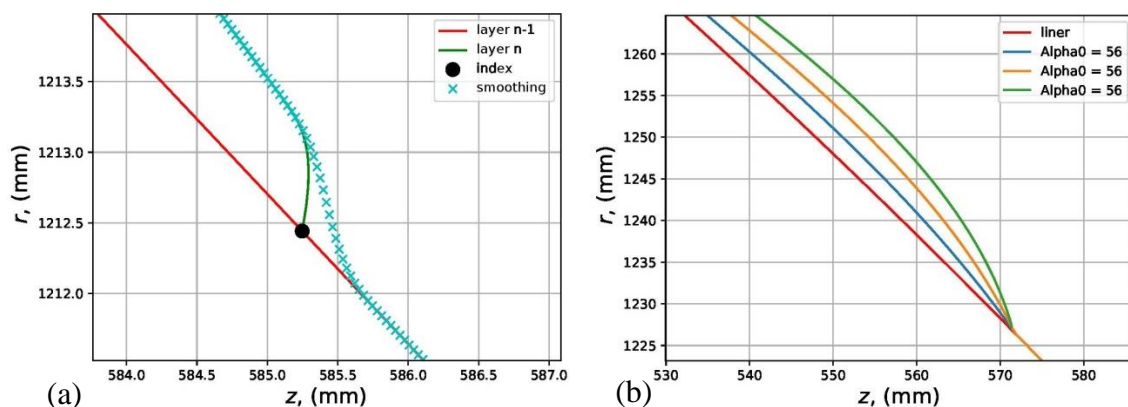 layer n-1
layer n
index
smoothing
1213.5
1213.0
1212.5
1212.0
584.0 584.5 585.0 585.5 586.0 586.5 587.0
r, (mm)
z, (mm)
(a)
liner
Alpha0 = 56
Alpha0 = 56
Alpha0 = 56
1260
1255
1250
1245
1240
1235
1230
1225
530 540 550 560 570 580
r, (mm)
z, (mm)
(b)